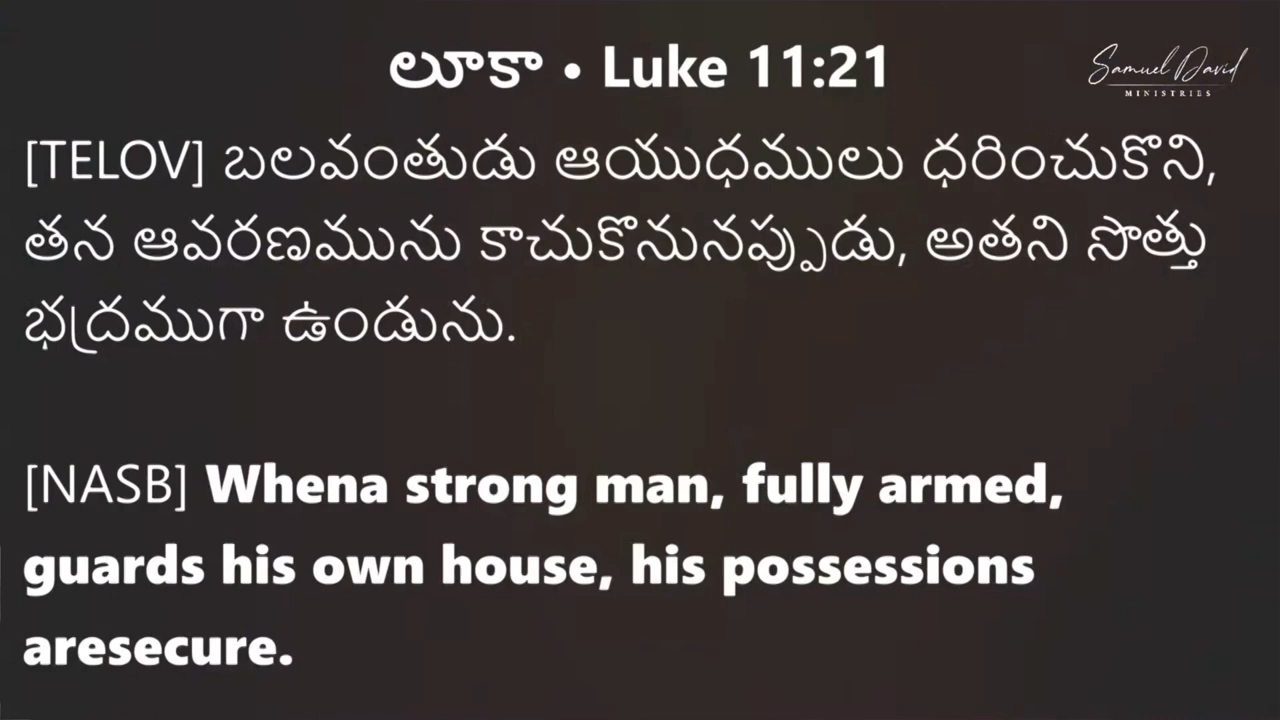 లూకా • Luke 11:21
Samuel David
MINISTRIES
[TELOV] బలవంతుడు ఆయుధములు ధరించుకొని,
తన ఆవరణమును కాచుకొనునప్పుడు, అతని సొత్తు
భద్రముగా ఉండును.
[NASB] Whena strong man, fully armed,
guards his own house, his possessions
aresecure.